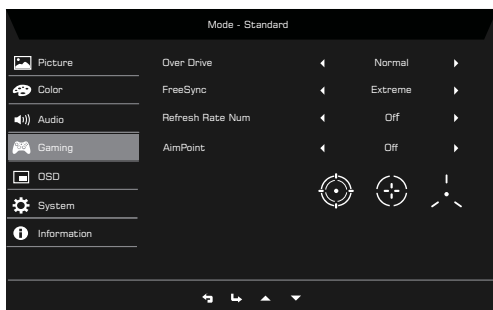 Mode - Standard
Picture
Over Drive Normal
Color
FreeSync Extreme
Audio
Refresh Rate Num Off
Gaming
AimPoint Off
OSD
System
Information